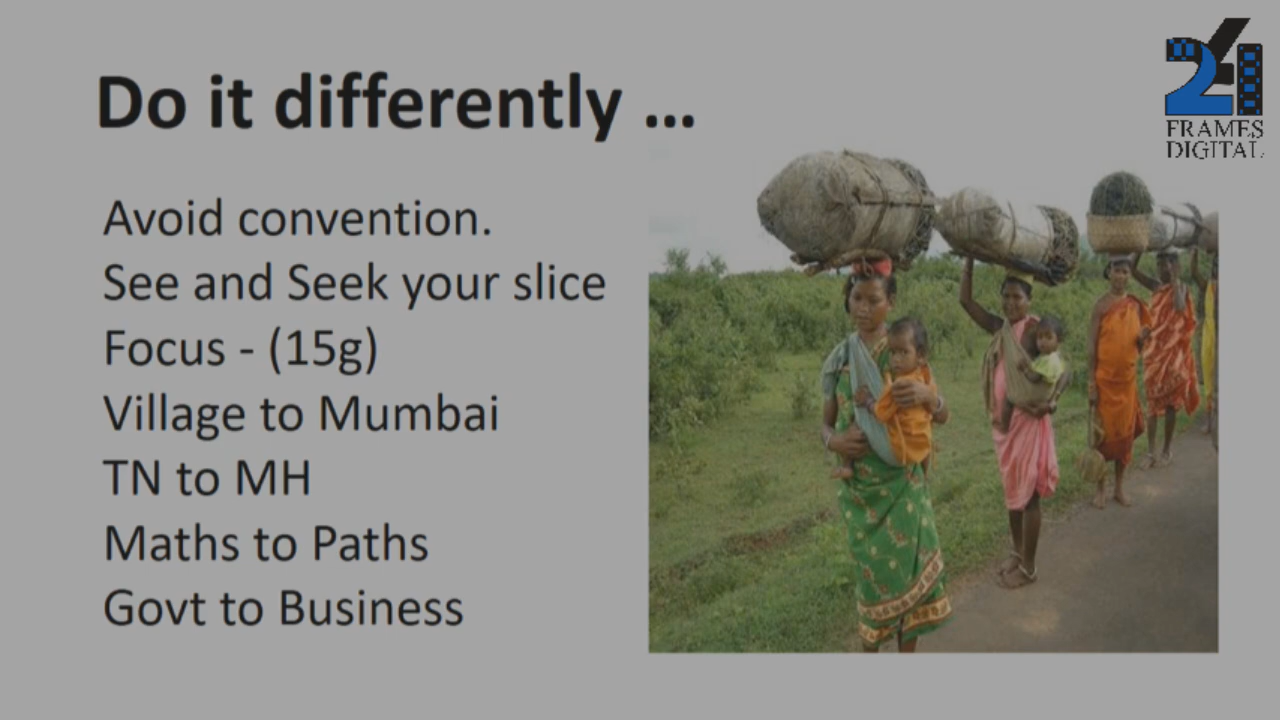 Do it differently ...
Avoid convention.
See and Seek your slice
Focus - (15g)
Village to Mumbai
TN to MH
Maths to Paths
Govt to Business
24
FRAMES
DIGITAL